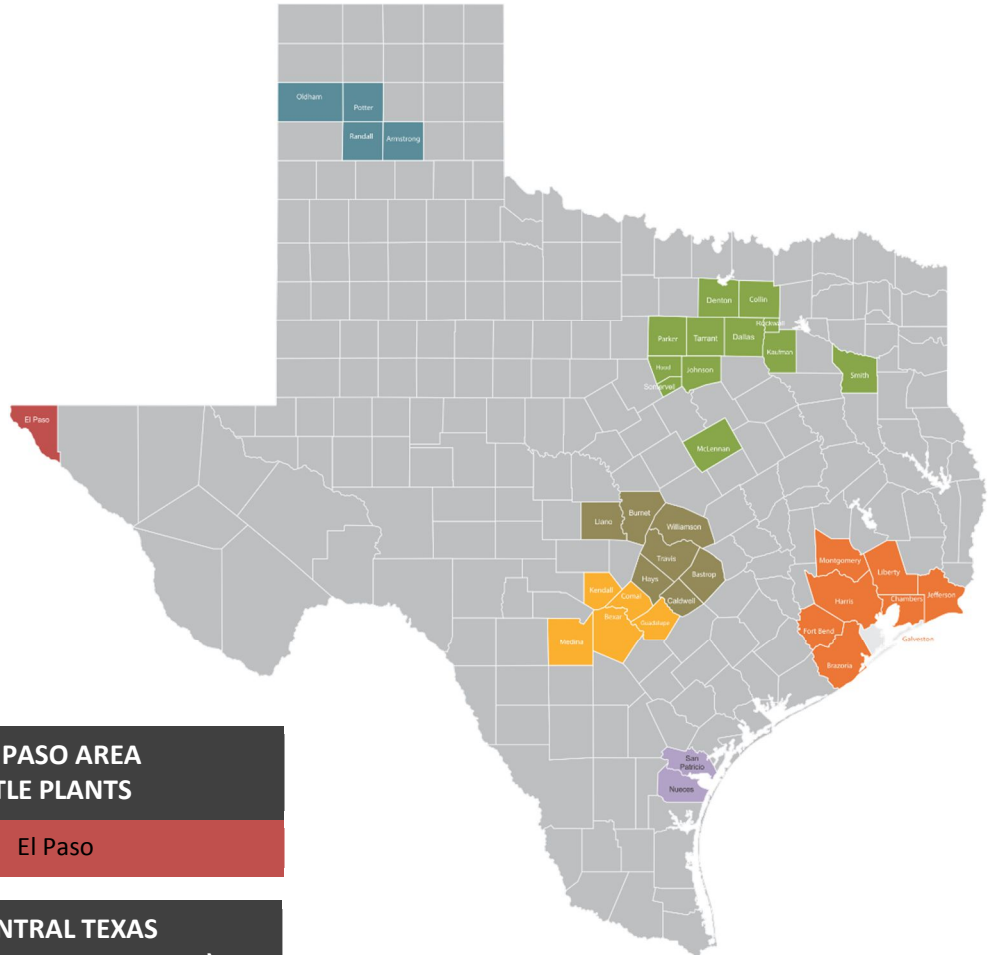 Oldham
Potter
Randall
Armstrong
Denton
Collin
Rockwall
Parker
Tarrant
Dallas
Kaufman
Hood
Johnson
Somervell
Smith
El Paso
McLennan
Llano
Burnet
Williamson
Travis
Hays
Bastrop
Caldwell
Kendall
Comal
Bexar
Guadalupe
Medina
Montgomery
Liberty
Harris
Chambers
Jefferson
Fort Bend
Galveston
Brazoria
San
Patricio
Nueces
PASO AREA
TLE PLANTS
El Paso
NTRAL TEXAS